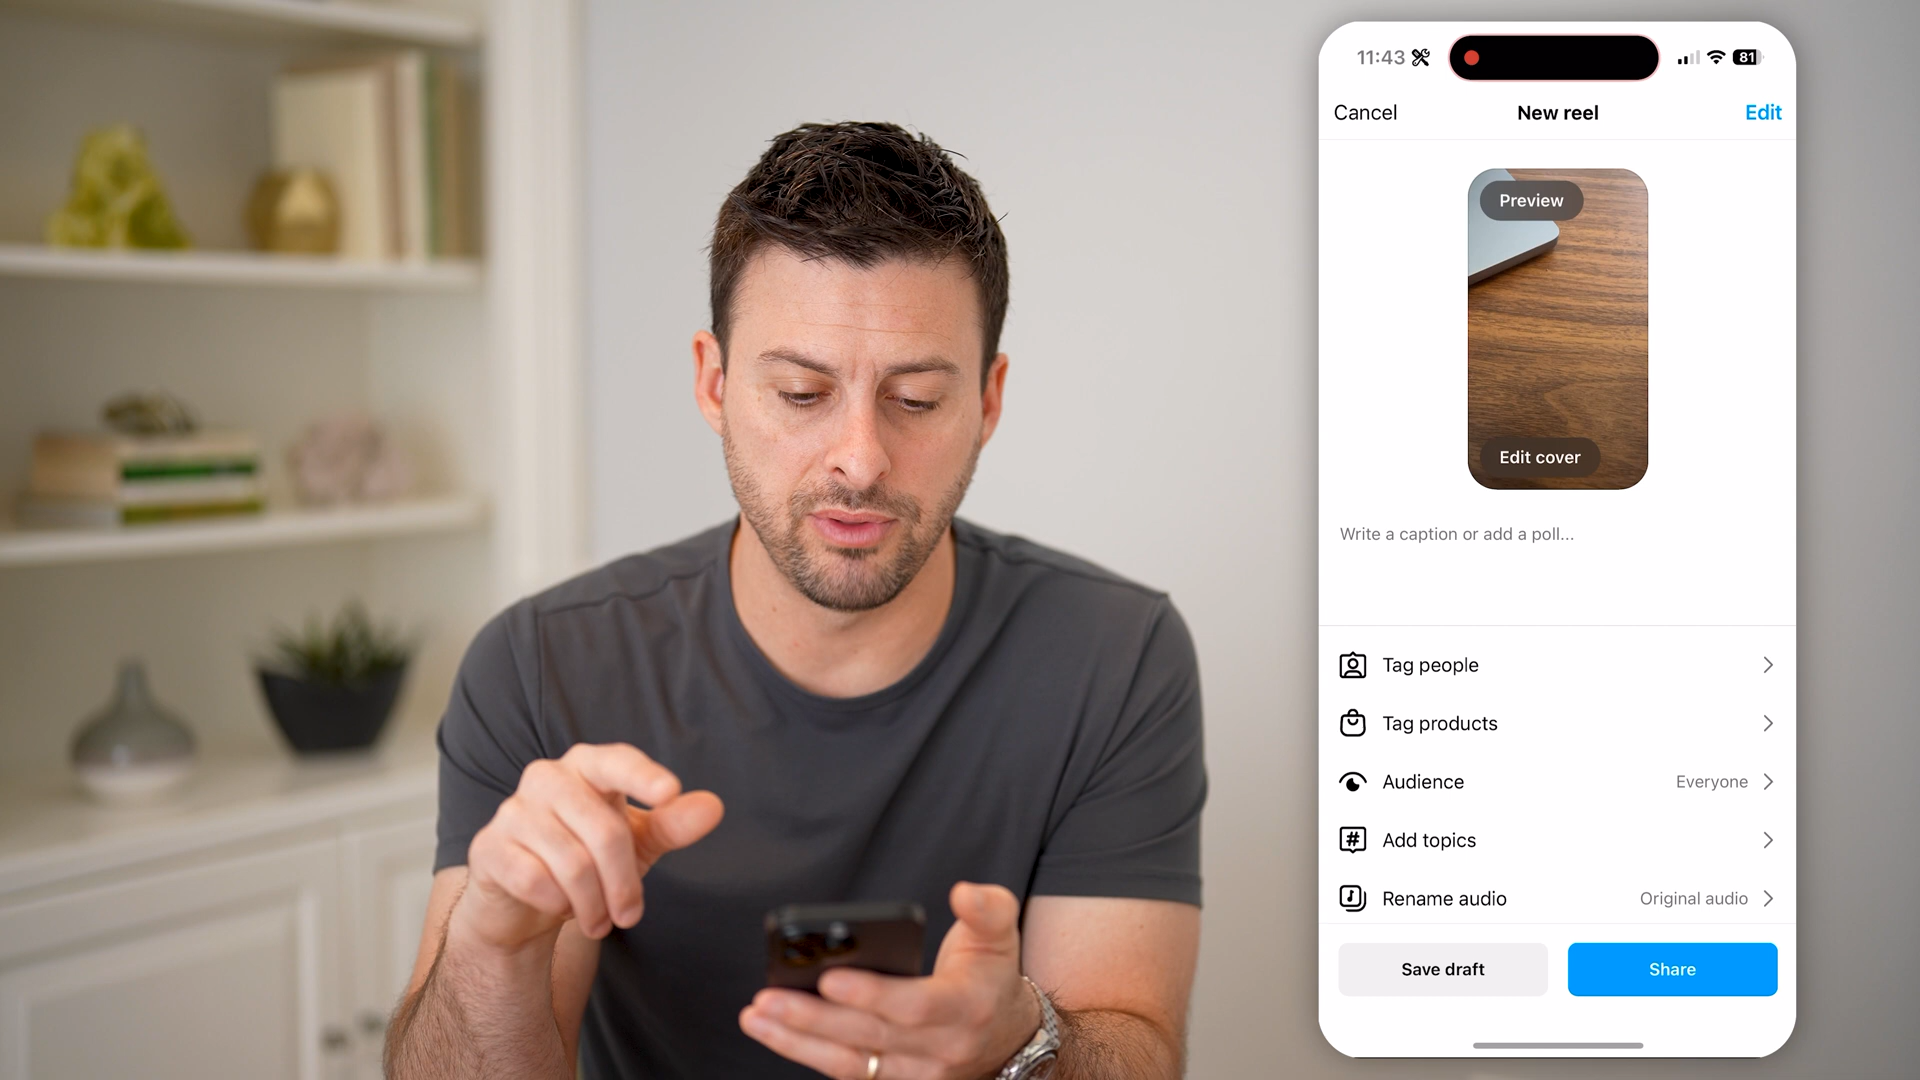 11:43
81
Cancel
New reel
Edit
Preview
Edit cover
Write a caption or add a poll...
Tag people
Tag products
Audience
Everyone
Add topics
Rename audio
Original audio
Save draft
Share